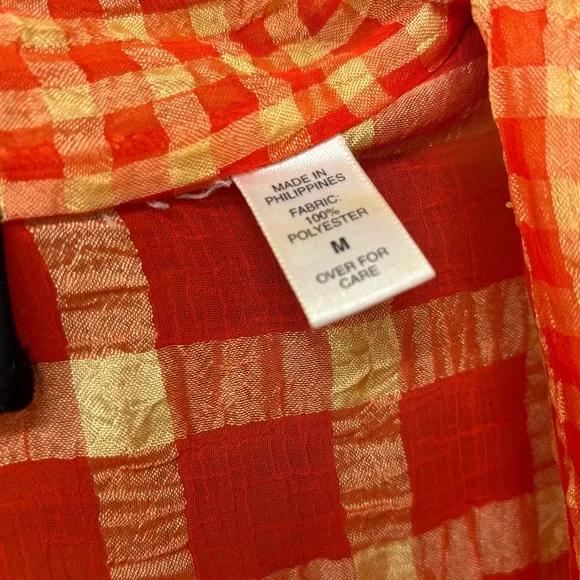 MADE IN
PHILIPPINES
FABRIC:
100%
POLYESTER
M
OVER FOR
CARE